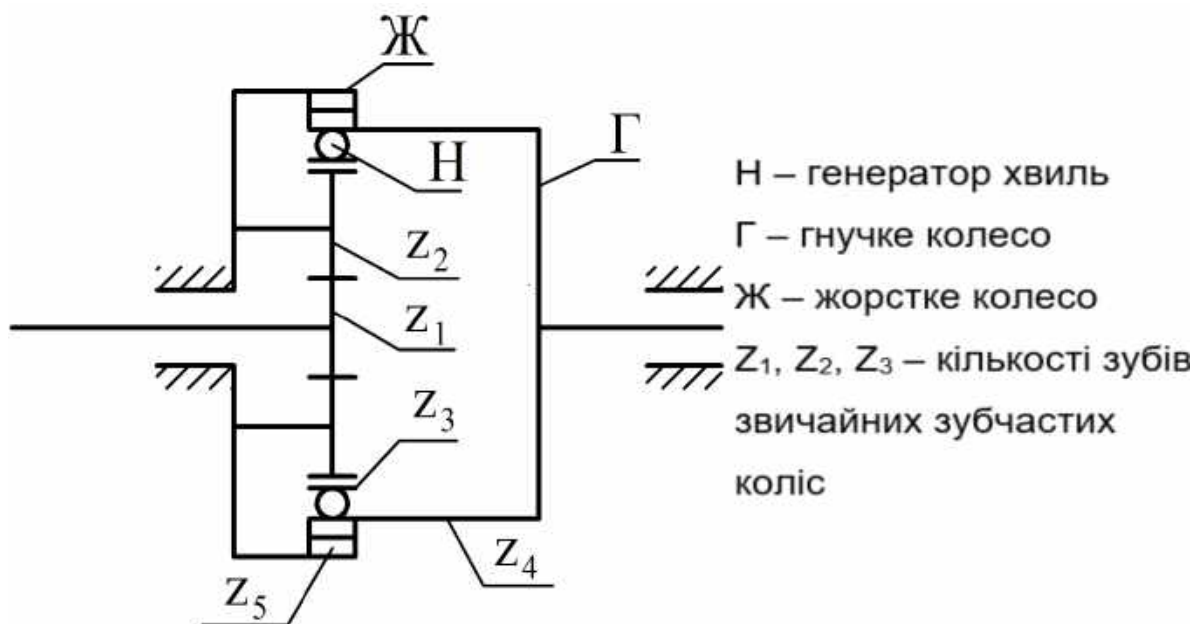 Ж
Г
Н
z2
z1
z3
z4
z5
Н – генератор хвиль
Г – гнучке колесо
Ж – жорстке колесо
Z₁, Z₂, Z₃ – кількості зубів
звичайних зубчастих
коліс